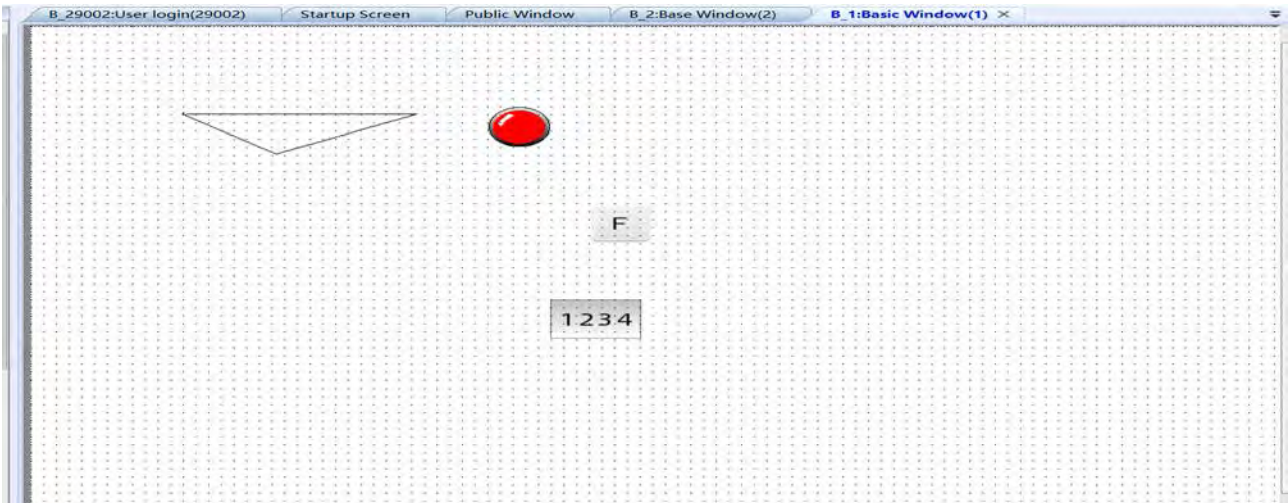 B_29002:User login(29002) Startup Screen Public Window B_2:Base Window(2) B_1:Basic Window(1)
F
1234